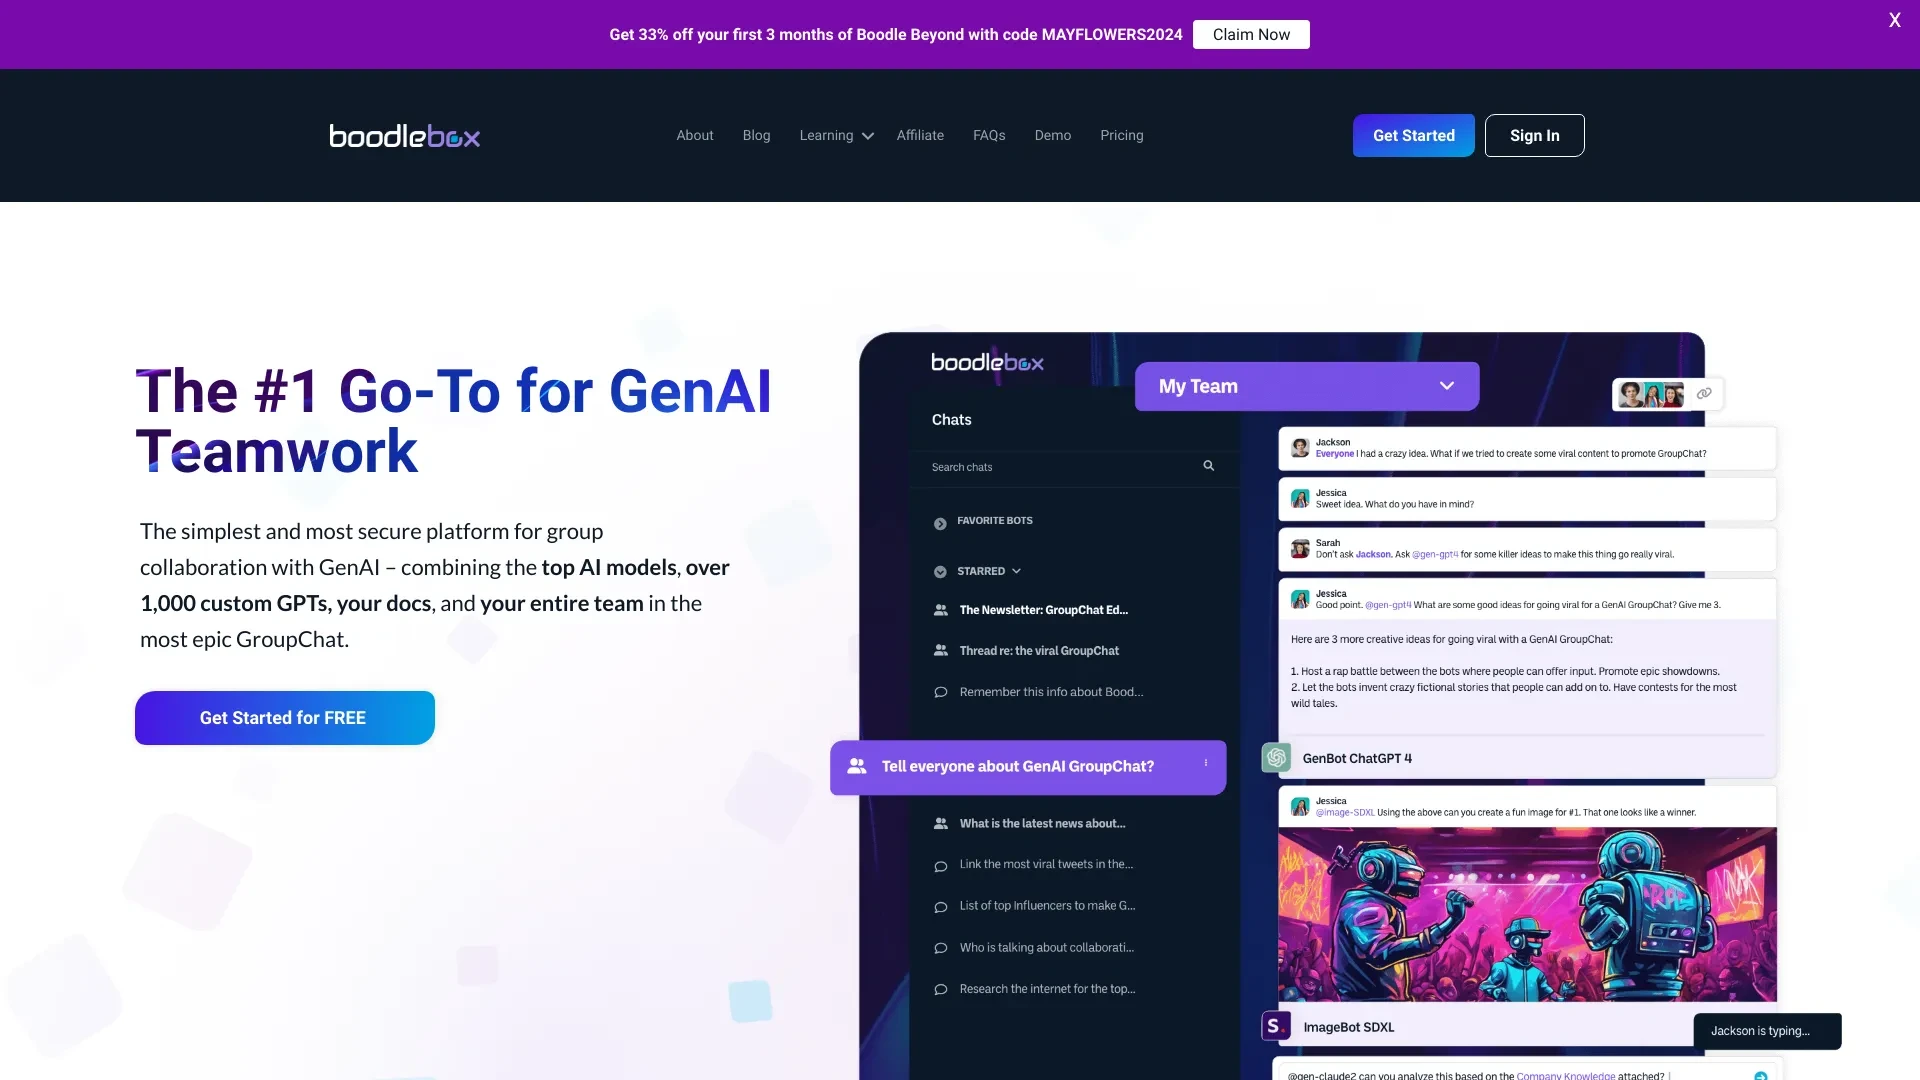 Get 33% off your first 3 months of Boodle Beyond with code MAYFLOWERS2024
Claim Now
X
boodlebox
About
Blog
Learning
Affiliate
FAQs
Demo
Pricing
Get Started
Sign In
The #1 Go-To for GenAI
Teamwork
The simplest and most secure platform for group
collaboration with GenAI – combining the top AI models, over
1,000 custom GPTs, your docs, and your entire team in the
most epic GroupChat.
Get Started for FREE
boodlebox
My Team
Chats
Search chats
FAVORITE BOTS
STARRED
The Newsletter: GroupChat Ed...
Thread re: the viral GroupChat
Remember this info about Bood...
Tell everyone about GenAI GroupChat?
What is the latest news about...
Link the most viral tweets in the...
List of top Influencers to make G...
Who is talking about collaborati...
Research the internet for the top...
Jackson
Everyone I had a crazy idea. What if we tried to create some viral content to promote GroupChat?
Jessica
Sweet idea. What do you have in mind?
Sarah
Don't ask Jackson. Ask @gen-gpt4 for some killer ideas to make this thing go really viral.
Jessica
Good point. @gen-gpt4 What are some good ideas for going viral for a GenAI GroupChat? Give me 3.
Here are 3 more creative ideas for going viral with a GenAI GroupChat:
1. Host a rap battle between the bots where people can offer input. Promote epic showdowns.
2. Let the bots invent crazy fictional stories that people can add on to. Have contests for the most
wild tales.
GenBot ChatGPT 4
Jessica
@image-SDXL Using the above can you create a fun image for #1. That one looks like a winner.
RAP
S.
ImageBot SDXL
Jackson is typing...
@gen-claude2 can you analyze this based on the Company Knowledge attached? |